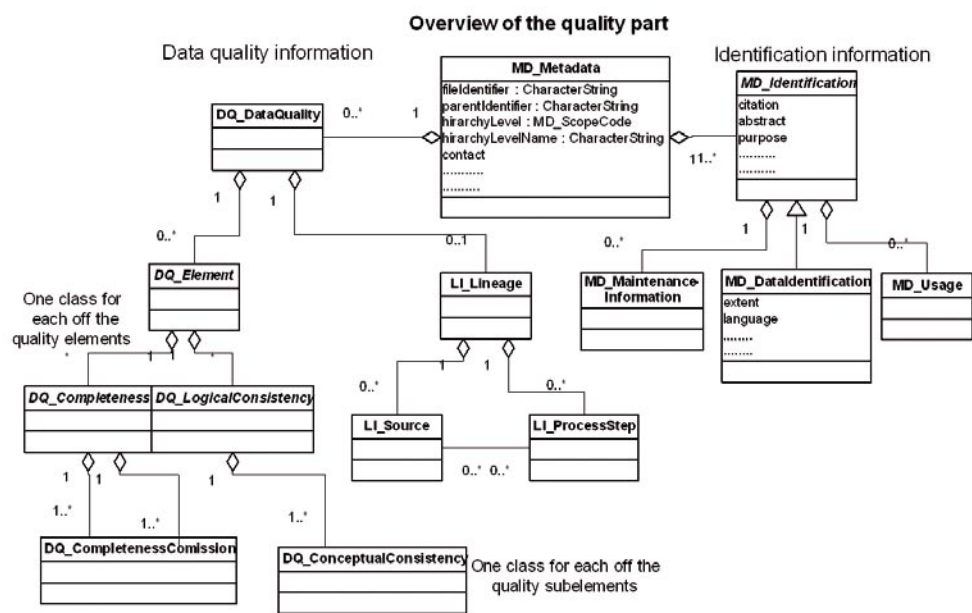 Overview of the quality part
Data quality information
Identification information
MD_Metadata
fileIdentifier : CharacterString
parentIdentifier : CharacterString
hirarchyLevel : MD_ScopeCode
hirarchyLevelName : CharacterString
contact
...........
..........
MD_Identification
citation
abstract
purpose
..........
..........
DQ_DataQuality
0..*
1
1
1..*
1
1
0..*
0..1
1
1
0..*
0..*
DQ_Element
LI_Lineage
MD_Maintenance-
Information
MD_DataIdentification
extent
language
........
........
MD_Usage
One class for
each off the
quality elements
*
1
1
*
1
1
0..*
0..*
DQ_Completeness
DQ_LogicalConsistency
LI_Source
LI_ProcessStep
0..*
0..*
1
1
1
1..*
1..*
1..*
DQ_CompletenessComission
DQ_ConceptualConsistency
One class for each off the
quality subelements